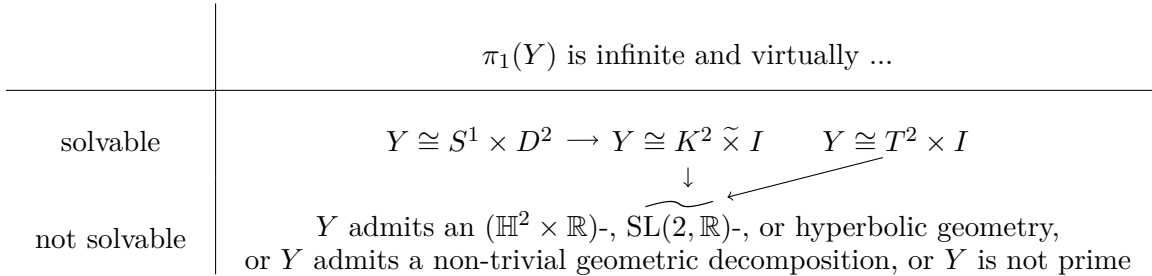 π₁(Y) is infinite and virtually ...
solvable Y ≅ S¹ × D² → Y ≅ K² ×̃ I Y ≅ T² × I
not solvable Y admits an (ℍ² × ℝ)-, S͠L(2, ℝ)-, or hyperbolic geometry,
or Y admits a non-trivial geometric decomposition, or Y is not prime